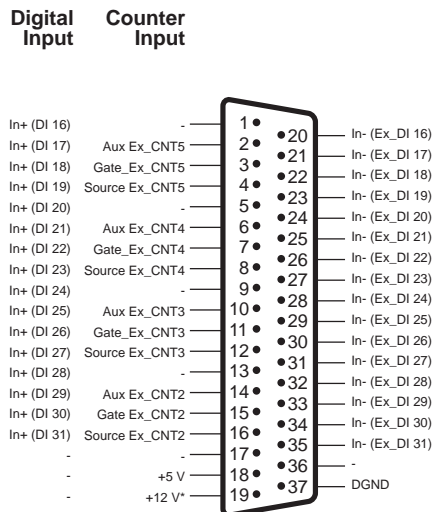 Digital Input Counter Input
In+ (DI 16) - 1
In+ (DI 17) Aux Ex_CNT5 2
In+ (DI 18) Gate_Ex_CNT5 3
In+ (DI 19) Source Ex_CNT5 4
In+ (DI 20) - 5
In+ (DI 21) Aux Ex_CNT4 6
In+ (DI 22) Gate_Ex_CNT4 7
In+ (DI 23) Source Ex_CNT4 8
In+ (DI 24) - 9
In+ (DI 25) Aux Ex_CNT3 10
In+ (DI 26) Gate_Ex_CNT3 11
In+ (DI 27) Source Ex_CNT3 12
In+ (DI 28) - 13
In+ (DI 29) Aux Ex_CNT2 14
In+ (DI 30) Gate Ex_CNT2 15
In+ (DI 31) Source Ex_CNT2 16
- - 17
- +5 V 18
- +12 V* 19
20 In- (Ex_DI 16)
21 In- (Ex_DI 17)
22 In- (Ex_DI 18)
23 In- (Ex_DI 19)
24 In- (Ex_DI 20)
25 In- (Ex_DI 21)
26 In- (Ex_DI 22)
27 In- (Ex_DI 23)
28 In- (Ex_DI 24)
29 In- (Ex_DI 25)
30 In- (Ex_DI 26)
31 In- (Ex_DI 27)
32 In- (Ex_DI 28)
33 In- (Ex_DI 29)
34 In- (Ex_DI 30)
35 In- (Ex_DI 31)
36 -
37 DGND